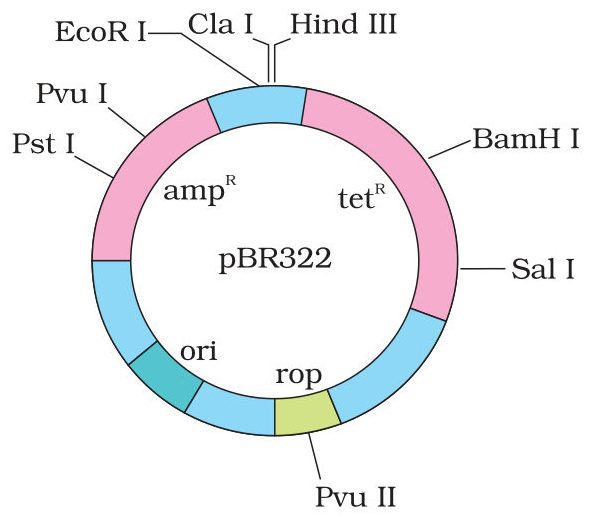 EcoR I
Cla I
Hind III
Pvu I
Pst I
BamH I
amp^R
tet^R
pBR322
Sal I
ori
rop
Pvu II